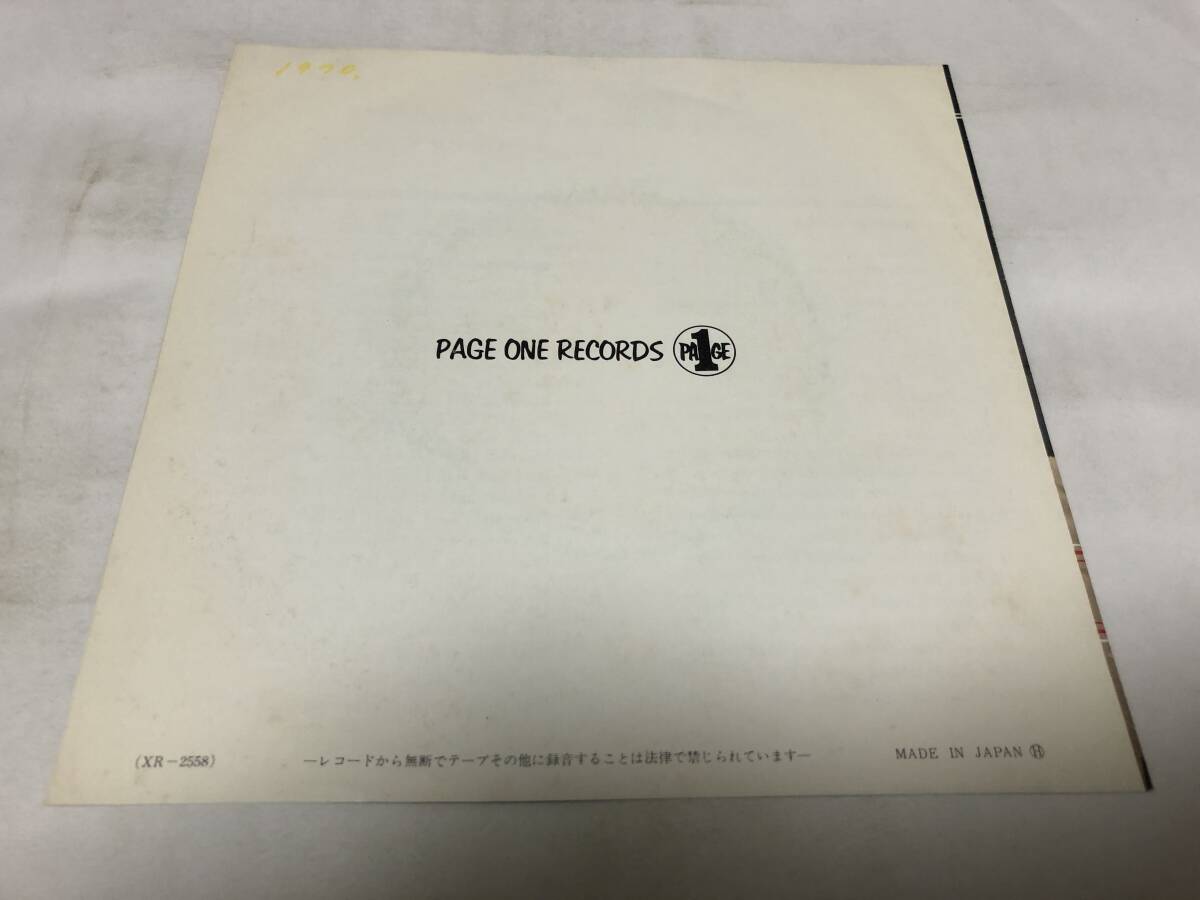 1970.
PAGE ONE RECORDS PAGE 1
(XR-2558)
―レコードから無断でテープその他に録音することは法律で禁じられています―
MADE IN JAPAN Ⓗ